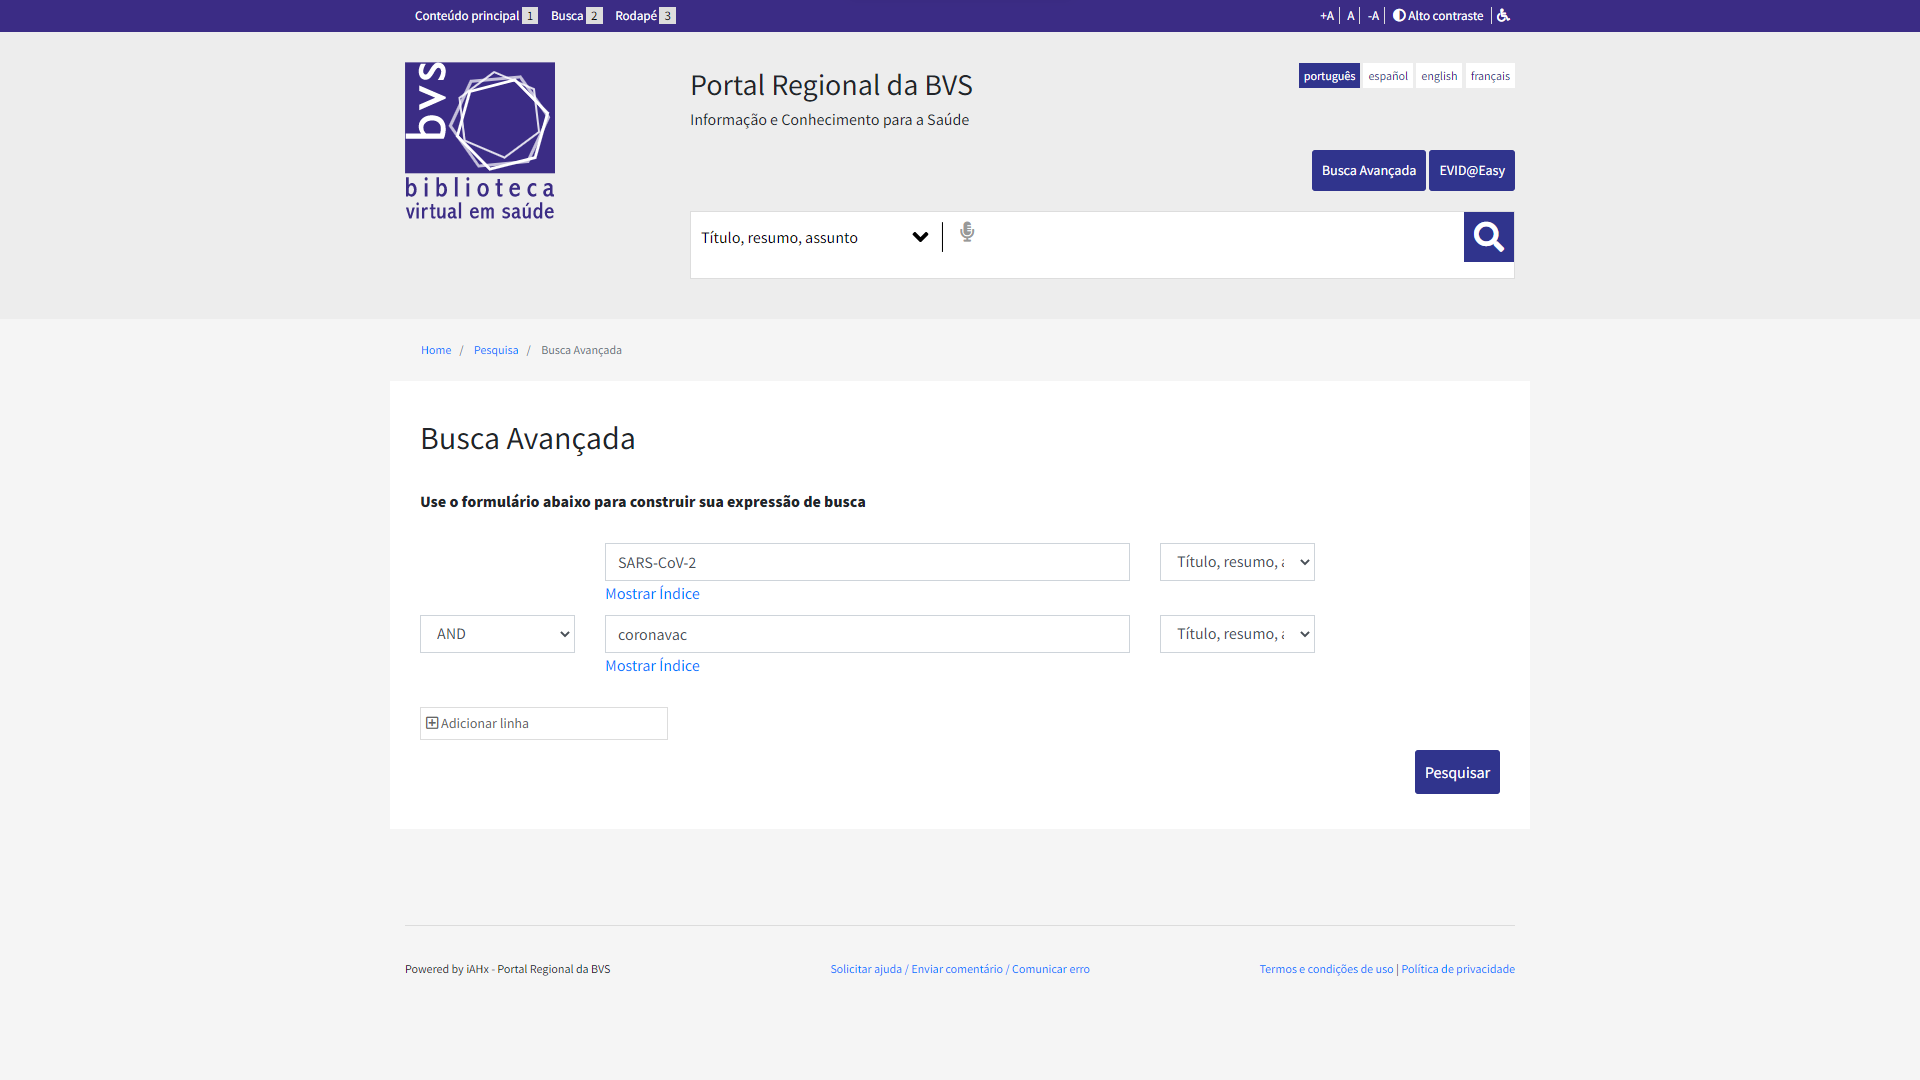 Conteúdo principal 1 Busca 2 Rodapé 3
+A A -A Alto contraste
bvs
biblioteca
virtual em saúde
Portal Regional da BVS
Informação e Conhecimento para a Saúde
português español english français
Busca Avançada EVID@Easy
Título, resumo, assunto
Home / Pesquisa / Busca Avançada
Busca Avançada
Use o formulário abaixo para construir sua expressão de busca
SARS-CoV-2 Título, resumo, a
Mostrar Índice
AND coronavac Título, resumo, a
Mostrar Índice
Adicionar linha
Pesquisar
Powered by iAHx - Portal Regional da BVS
Solicitar ajuda / Enviar comentário / Comunicar erro
Termos e condições de uso | Política de privacidade